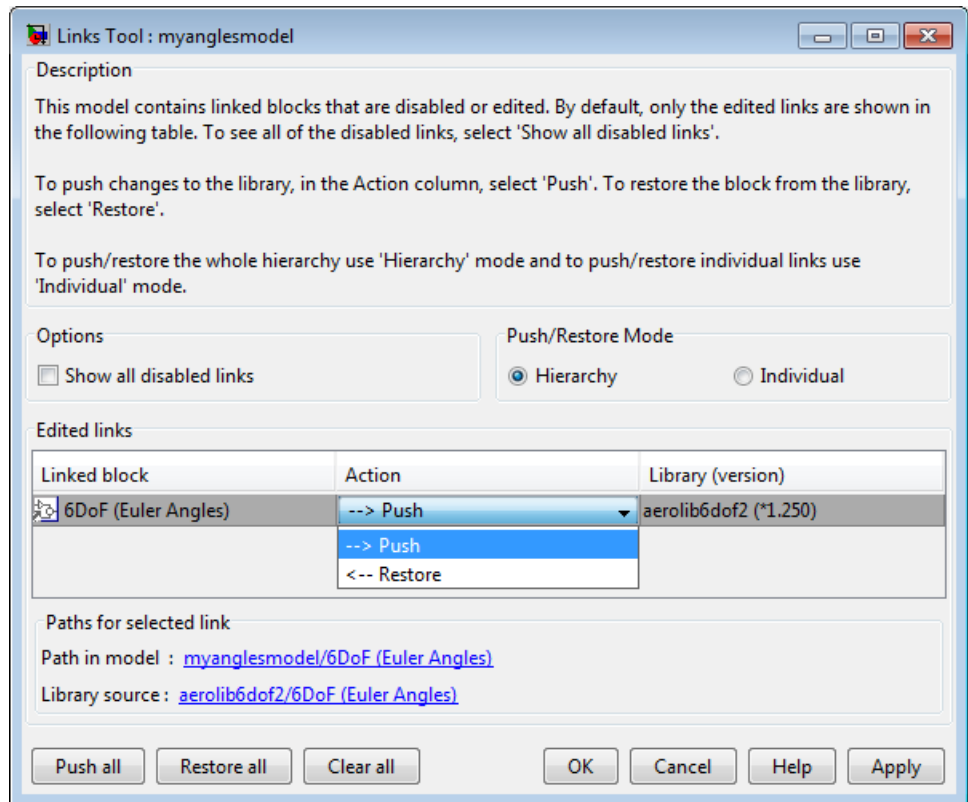 Links Tool : myanglesmodel
Description
This model contains linked blocks that are disabled or edited. By default, only the edited links are shown in
the following table. To see all of the disabled links, select 'Show all disabled links'.
To push changes to the library, in the Action column, select 'Push'. To restore the block from the library,
select 'Restore'.
To push/restore the whole hierarchy use 'Hierarchy' mode and to push/restore individual links use
'Individual' mode.
Options
Show all disabled links
Push/Restore Mode
Hierarchy
Individual
Edited links
Linked block Action Library (version)
6DoF (Euler Angles) --> Push aerolib6dof2 (*1.250)
--> Push
<-- Restore
Paths for selected link
Path in model : myanglesmodel/6DoF (Euler Angles)
Library source : aerolib6dof2/6DoF (Euler Angles)
Push all Restore all Clear all OK Cancel Help Apply